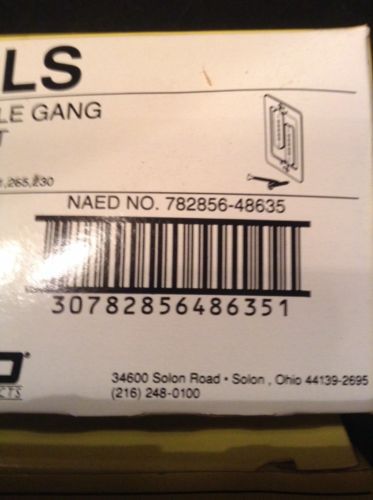 LS
LE GANG
T
,265,230
NAED NO. 782856-48635
30782856486351
O®
CTS
34600 Solon Road • Solon , Ohio 44139-2695
(216) 248-0100